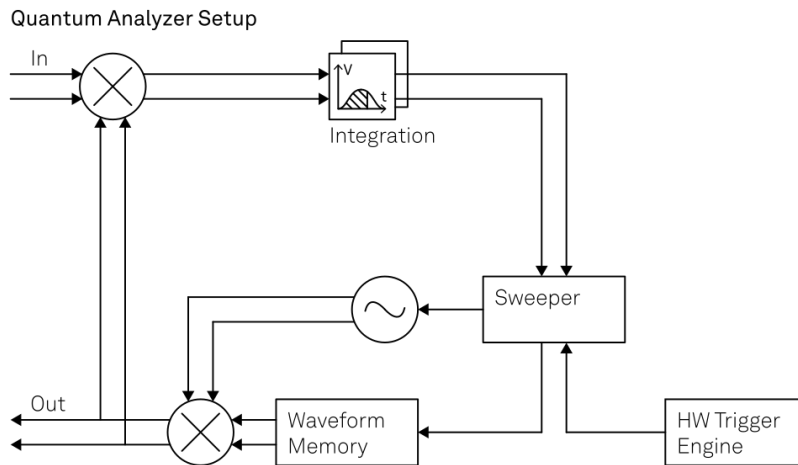 Quantum Analyzer Setup
In
V
t
Integration
Sweeper
Out
Waveform
Memory
HW Trigger
Engine